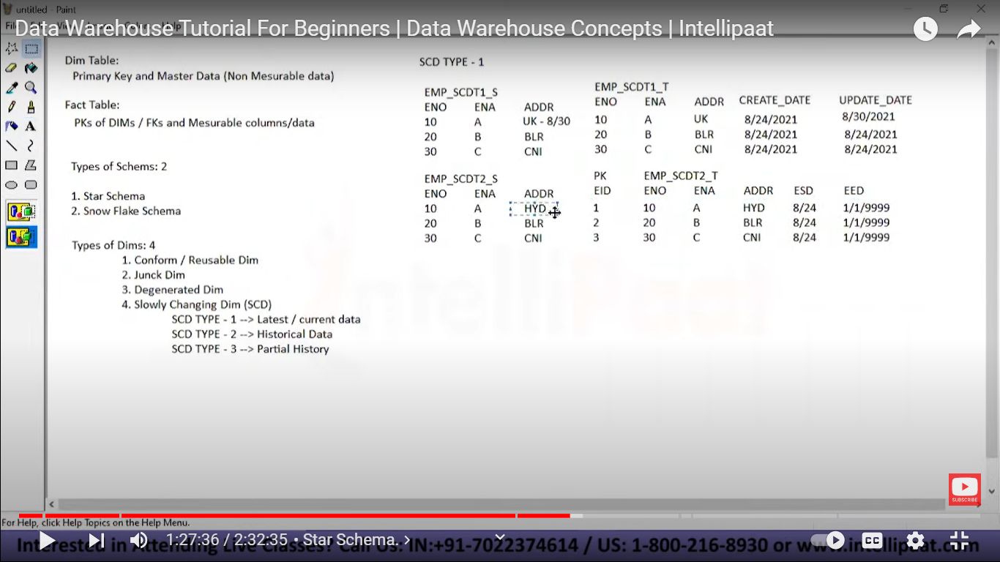 untitled - Paint
Data Warehouse Tutorial For Beginners | Data Warehouse Concepts | Intellipaat
Dim Table:
Primary Key and Master Data (Non Mesurable data)
Fact Table:
PKs of DIMs / FKs and Mesurable columns/data
Types of Schems: 2
1. Star Schema
2. Snow Flake Schema
Types of Dims: 4
1. Conform / Reusable Dim
2. Junck Dim
3. Degenerated Dim
4. Slowly Changing Dim (SCD)
SCD TYPE - 1 --> Latest / current data
SCD TYPE - 2 --> Historical Data
SCD TYPE - 3 --> Partial History
SCD TYPE - 1
EMP_SCDT1_S
ENO ENA ADDR
10 A UK - 8/30
20 B BLR
30 C CNI
EMP_SCDT1_T
ENO ENA ADDR CREATE_DATE UPDATE_DATE
10 A UK 8/24/2021 8/30/2021
20 B BLR 8/24/2021 8/24/2021
30 C CNI 8/24/2021 8/24/2021
EMP_SCDT2_S
ENO ENA ADDR
10 A HYD
20 B BLR
30 C CNI
PK EMP_SCDT2_T
EID ENO ENA ADDR ESD EED
1 10 A HYD 8/24 1/1/9999
2 20 B BLR 8/24 1/1/9999
3 30 C CNI 8/24 1/1/9999
IntelliPaat
SUBSCRIBE
For Help, click Help Topics on the Help Menu.
Interested in Attending Live Classes? Call Us: IN:+91-7022374614 / US: 1-800-216-8930 or www.intellipaat.com
1:27:36 / 2:32:35 • Star Schema. >
CC